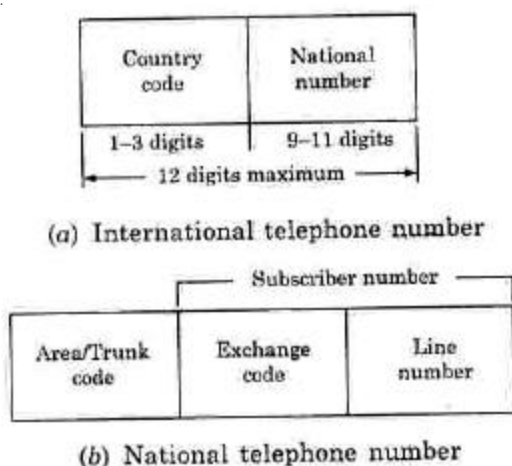 Country
code
National
number
1–3 digits
9–11 digits
12 digits maximum
(a) International telephone number
Subscriber number
Area/Trunk
code
Exchange
code
Line
number
(b) National telephone number